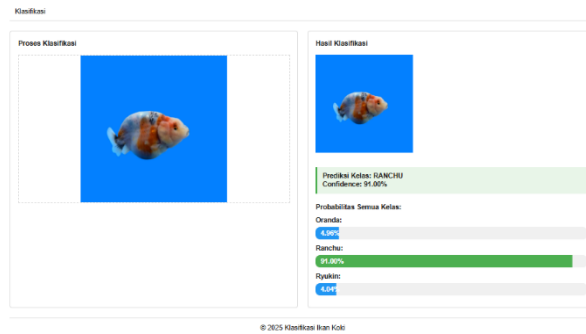 Klasifikasi
Proses Klasifikasi
Hasil Klasifikasi
Prediksi Kelas: RANCHU
Confidence: 91.00%
Probabilitas Semua Kelas:
Oranda:
4.96%
Ranchu:
91.00%
Ryukin:
4.04%
© 2025 Klasifikasi Ikan Koki